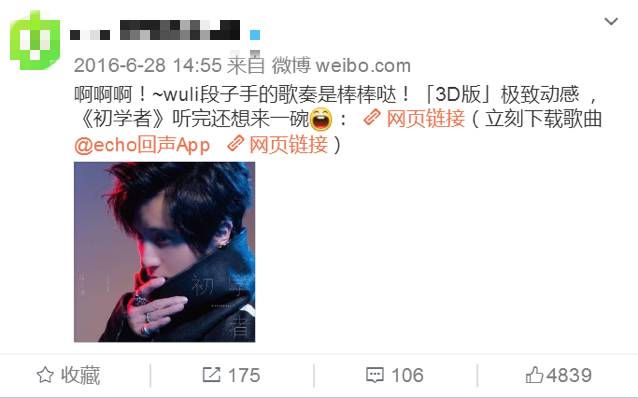 2016-6-28 14:55 来自 微博 weibo.com
啊啊啊！~wuli段子手的歌奏是棒棒哒！「3D版」极致动感，
《初学者》听完还想来一碗： 网页链接（立刻下载歌曲
@echo回声App 网页链接）
初学者
收藏
175
106
4839